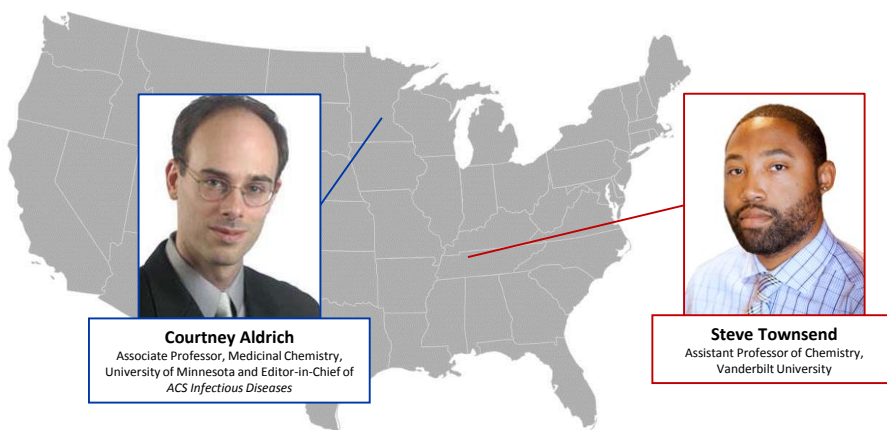 Courtney Aldrich
Associate Professor, Medicinal Chemistry,
University of Minnesota and Editor-in-Chief of
ACS Infectious Diseases
Steve Townsend
Assistant Professor of Chemistry,
Vanderbilt University